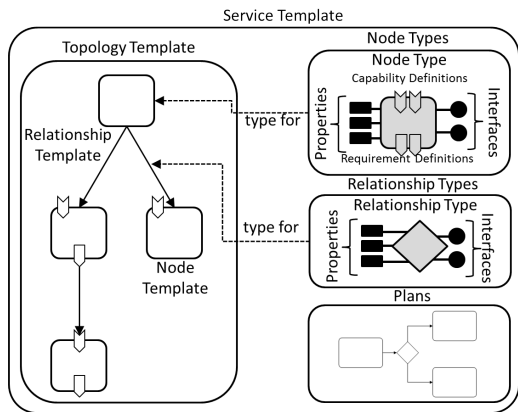 Service Template
Topology Template
Relationship
Template
Node
Template
type for
type for
Node Types
Node Type
Capability Definitions
Properties
Interfaces
Requirement Definitions
Relationship Types
Relationship Type
Properties
Interfaces
Plans